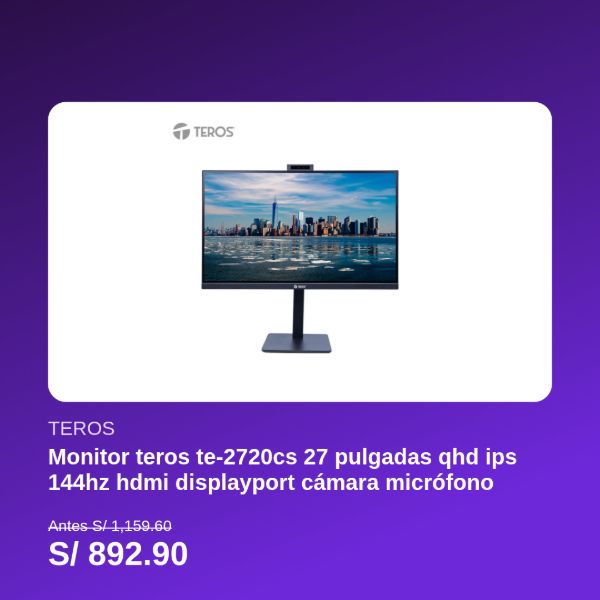 TEROS
TEROS
Monitor teros te-2720cs 27 pulgadas qhd ips
144hz hdmi displayport cámara micrófono
Antes S/ 1,159.60
S/ 892.90